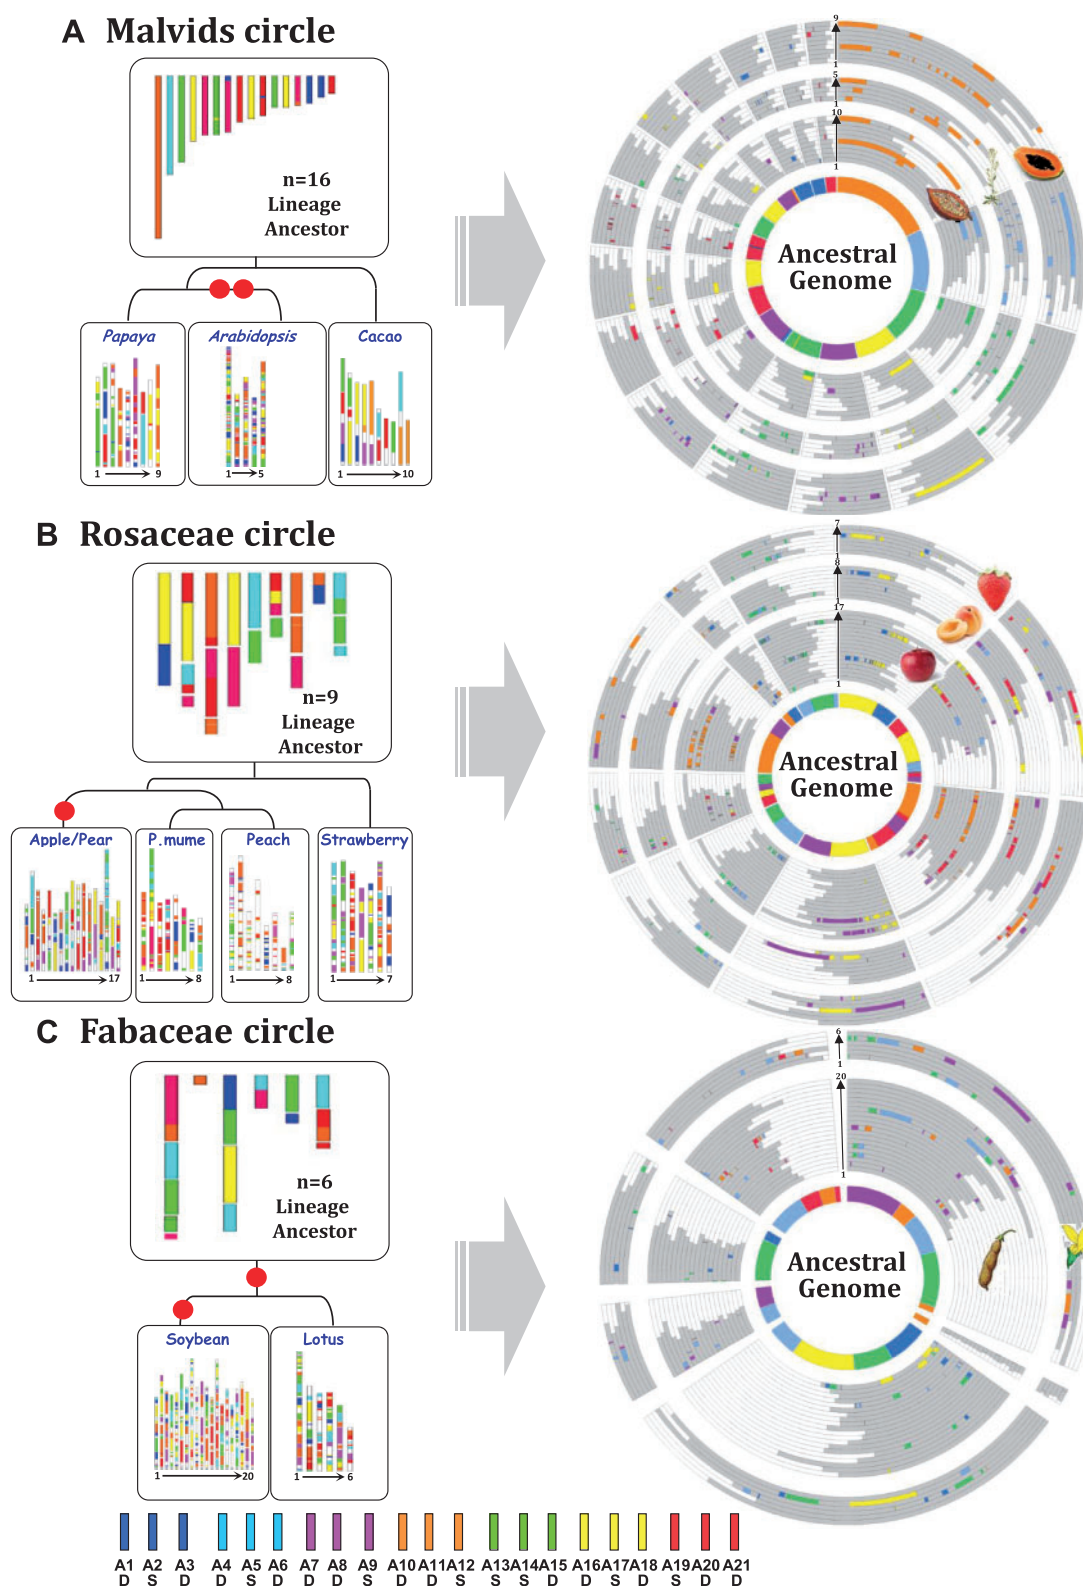 A Malvids circle
n=16
Lineage
Ancestor
Papaya
Arabidopsis
Cacao
1 9
1 5
1 10
9
1
5
1
10
1
Ancestral
Genome
B Rosaceae circle
n=9
Lineage
Ancestor
Apple/Pear
P.mume
Peach
Strawberry
1 17
1 8
1 8
1 7
7
1
8
1
17
1
Ancestral
Genome
C Fabaceae circle
n=6
Lineage
Ancestor
Soybean
Lotus
1 20
1 6
6
1
20
1
Ancestral
Genome
A1 A2 A3 A4 A5 A6 A7 A8 A9 A10 A11 A12 A13 A14 A15 A16 A17 A18 A19 A20 A21
D S D D S D D D S D D S S S D D S D S D D